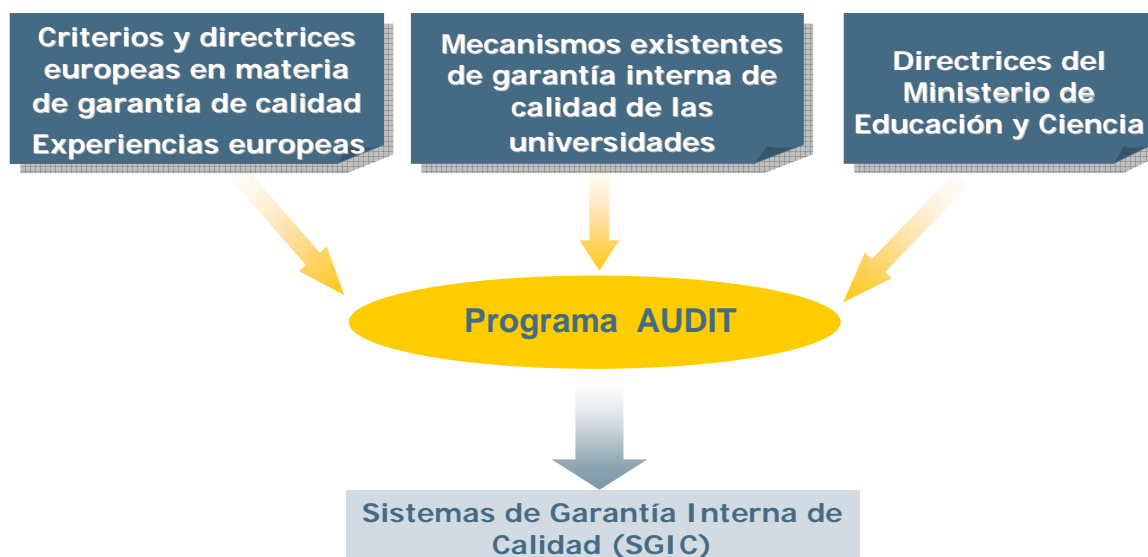 Criterios y directrices
europeas en materia
de garantía de calidad
Experiencias europeas
Mecanismos existentes
de garantía interna de
calidad de las
universidades
Directrices del
Ministerio de
Educación y Ciencia
Programa AUDIT
Sistemas de Garantía Interna de
Calidad (SGIC)